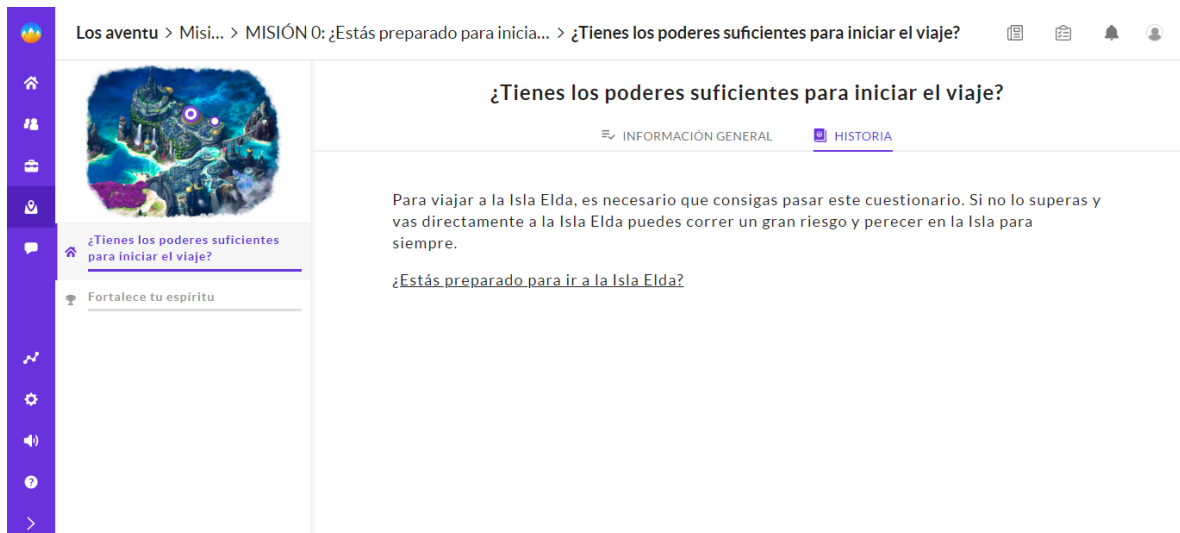 Los aventu > Misi... > MISIÓN 0: ¿Estás preparado para inicia... > ¿Tienes los poderes suficientes para iniciar el viaje?
¿Tienes los poderes suficientes
para iniciar el viaje?
Fortalece tu espíritu
¿Tienes los poderes suficientes para iniciar el viaje?
INFORMACIÓN GENERAL
HISTORIA
Para viajar a la Isla Elda, es necesario que consigas pasar este cuestionario. Si no lo superas y
vas directamente a la Isla Elda puedes correr un gran riesgo y perecer en la Isla para
siempre.
¿Estás preparado para ir a la Isla Elda?